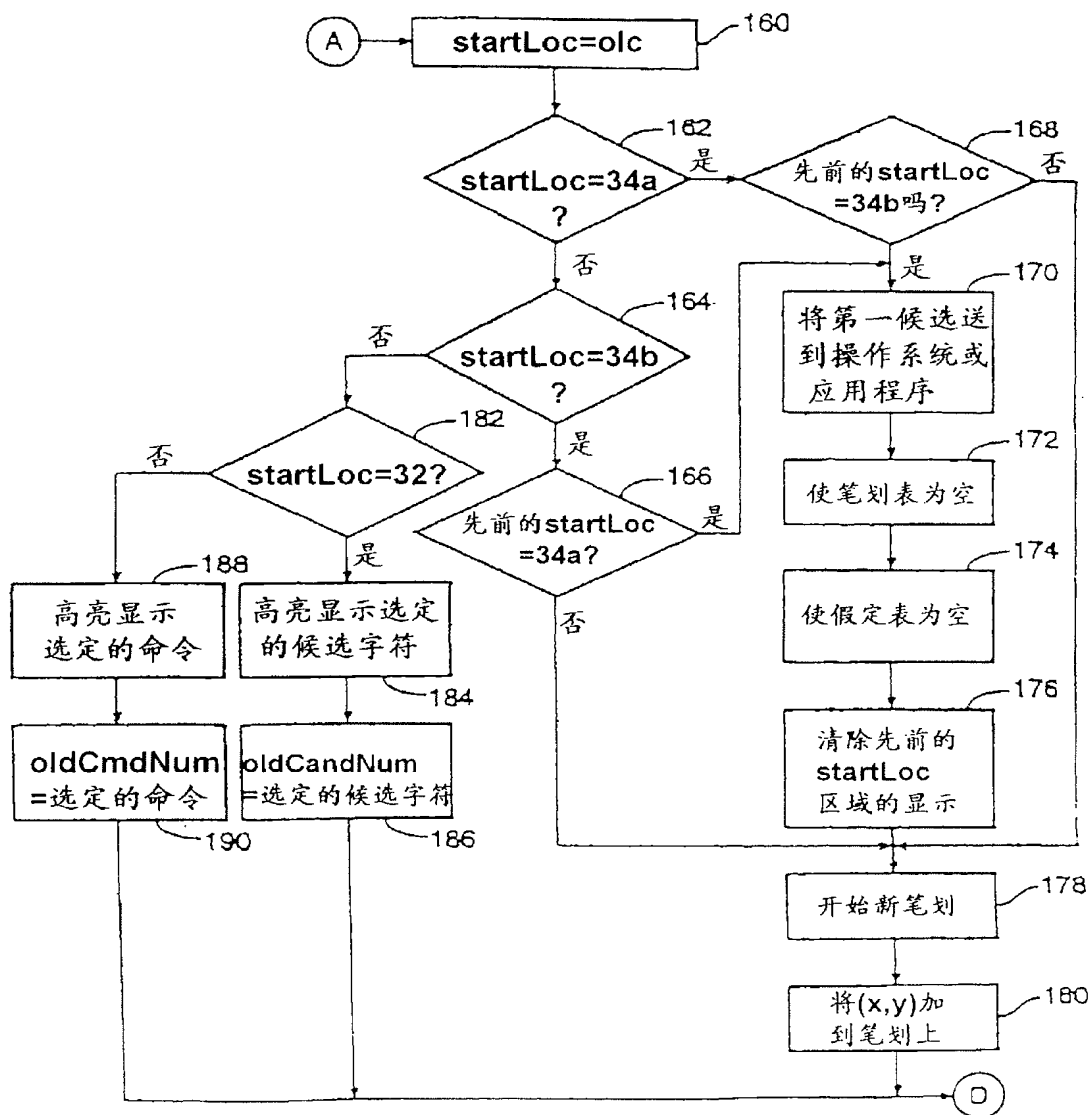 A
startLoc=olc
160
162
startLoc=34a
?
是
168
先前的startLoc
=34b吗?
否
否
是
164
startLoc=34b
?
否
是
170
将第一候选送
到操作系统或
应用程序
182
startLoc=32?
否
是
166
先前的startLoc
=34a?
是
否
172
使笔划表为空
174
使假定表为空
188
高亮显示
选定的命令
高亮显示选定
的候选字符
184
176
清除先前的
startLoc
区域的显示
oldCmdNum
=选定的命令
190
oldCandNum
=选定的候选字符
186
178
开始新笔划
180
将(x,y)加
到笔划上
D